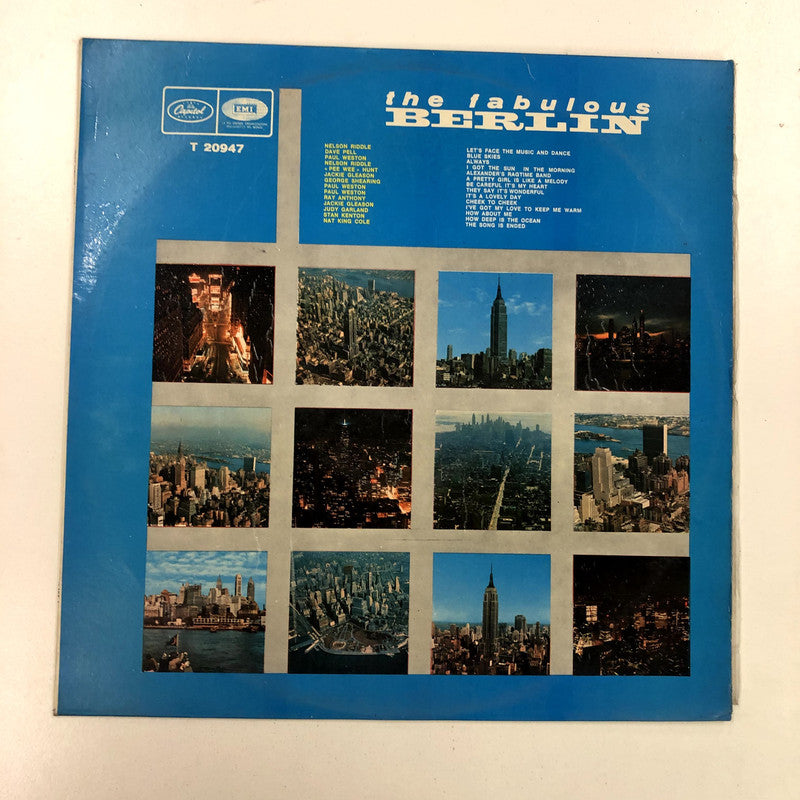 Capitol
RECORDS
EMI
T 20947
the fabulous
BERLIN
NELSON RIDDLE
DAVE PELL
PAUL WESTON
NELSON RIDDLE
« PEE WEE » HUNT
JACKIE GLEASON
GEORGE SHEARING
PAUL WESTON
PAUL WESTON
RAY ANTHONY
JACKIE GLEASON
JUDY GARLAND
STAN KENTON
NAT KING COLE
LET'S FACE THE MUSIC AND DANCE
BLUE SKIES
ALWAYS
I GOT THE SUN IN THE MORNING
ALEXANDER'S RAGTIME BAND
A PRETTY GIRL IS LIKE A MELODY
BE CAREFUL IT'S MY HEART
THEY SAY IT'S WONDERFUL
IT'S A LOVELY DAY
CHEEK TO CHEEK
I'VE GOT MY LOVE TO KEEP ME WARM
HOW ABOUT ME
HOW DEEP IS THE OCEAN
THE SONG IS ENDED